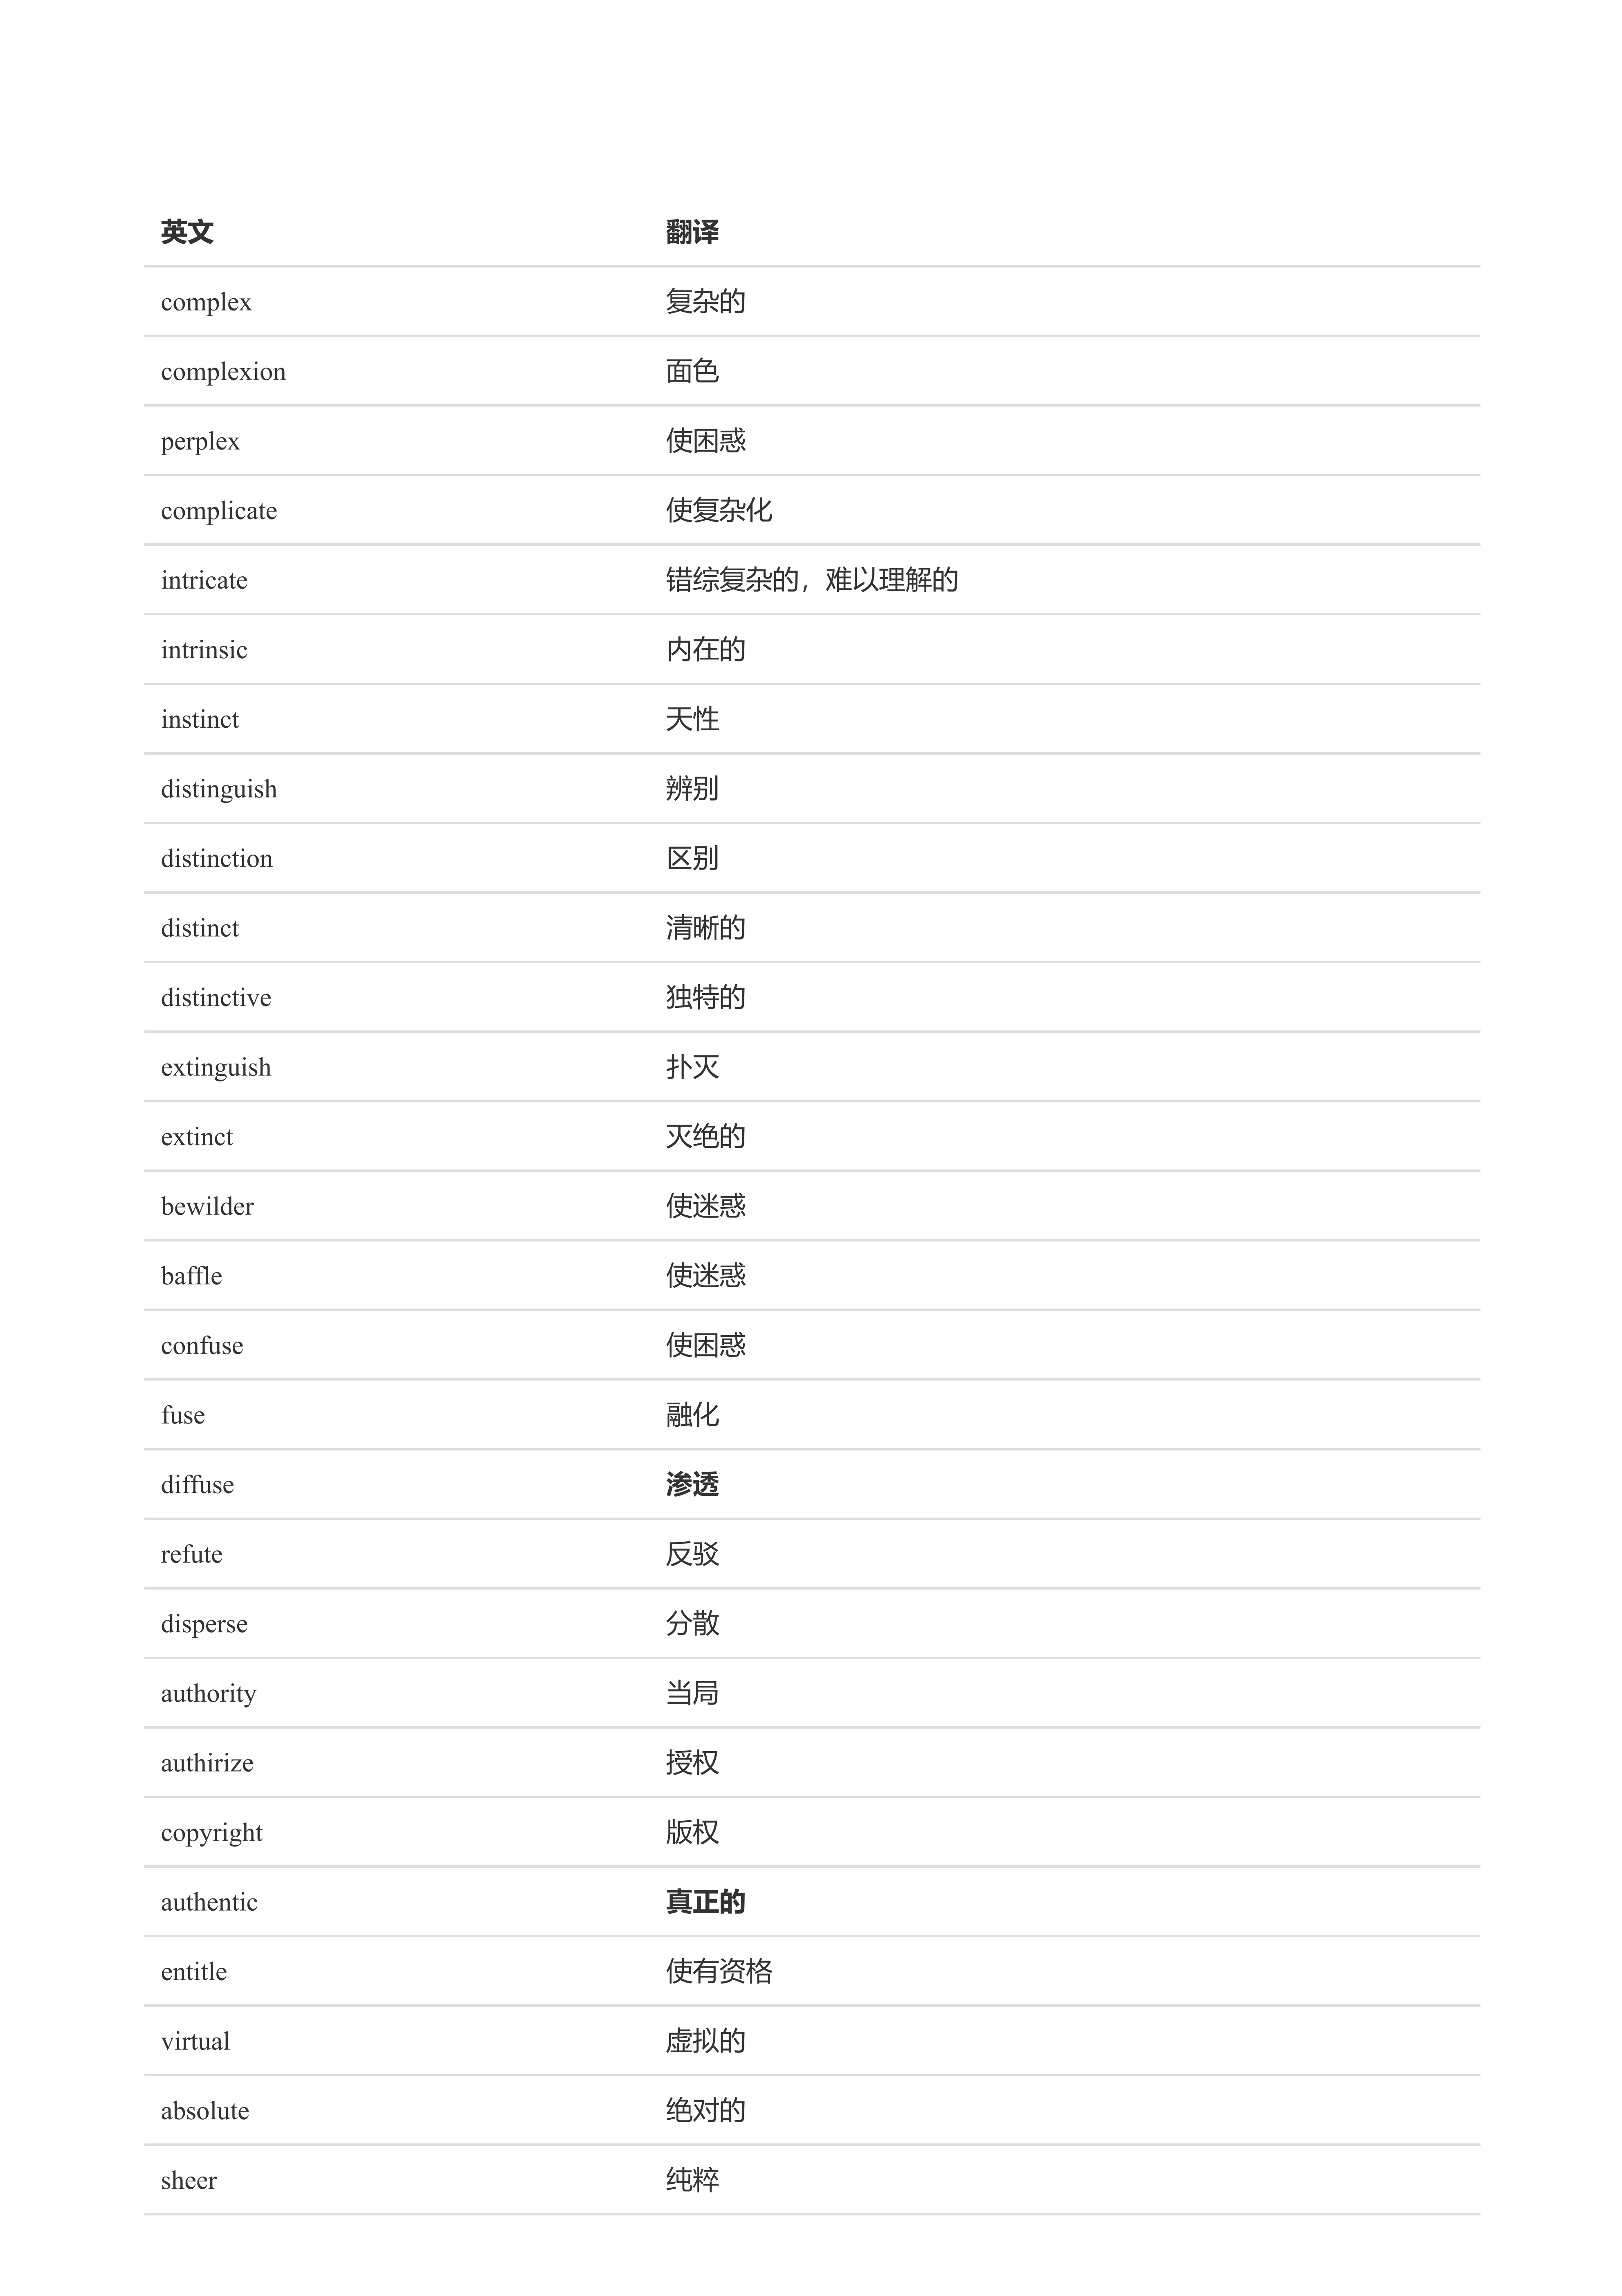 英文 翻译
complex 复杂的
complexion 面色
perplex 使困惑
complicate 使复杂化
intricate 错综复杂的，难以理解的
intrinsic 内在的
instinct 天性
distinguish 辨别
distinction 区别
distinct 清晰的
distinctive 独特的
extinguish 扑灭
extinct 灭绝的
bewilder 使迷惑
baffle 使迷惑
confuse 使困惑
fuse 融化
diffuse 渗透
refute 反驳
disperse 分散
authority 当局
authirize 授权
copyright 版权
authentic 真正的
entitle 使有资格
virtual 虚拟的
absolute 绝对的
sheer 纯粹